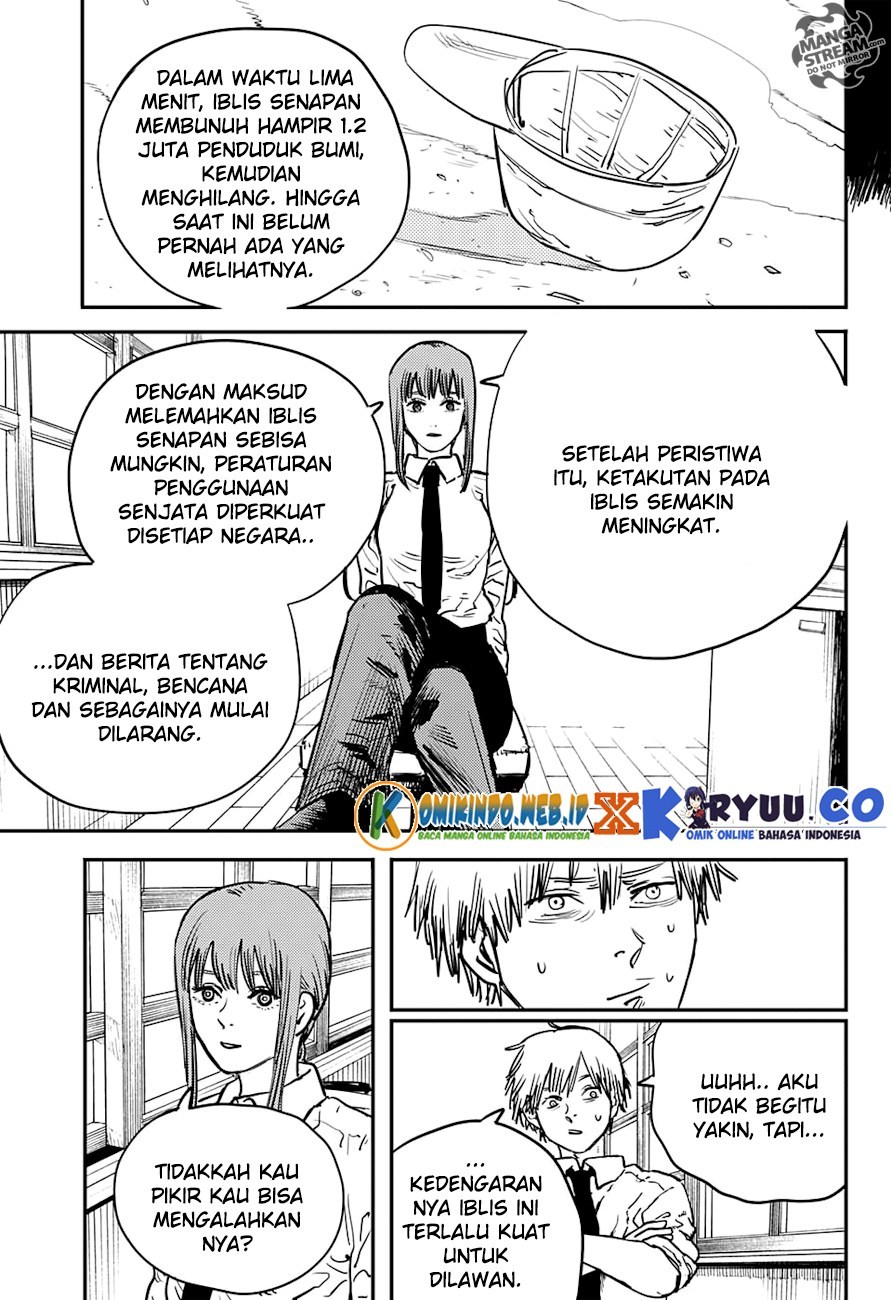 MANGA
STREAM.com
DO NOT MIRROR
DALAM WAKTU LIMA
MENIT, IBLIS SENAPAN
MEMBUNUH HAMPIR 1.2
JUTA PENDUDUK BUMI,
KEMUDIAN
MENGHILANG. HINGGA
SAAT INI BELUM
PERNAH ADA YANG
MELIHATNYA.
SETELAH PERISTIWA
ITU, KETAKUTAN PADA
IBLIS SEMAKIN
MENINGKAT.
DENGAN MAKSUD
MELEMAHKAN IBLIS
SENAPAN SEBISA
MUNGKIN, PERATURAN
PENGGUNAAN
SENJATA DIPERKUAT
DISETIAP NEGARA..
...DAN BERITA TENTANG
KRIMINAL, BENCANA
DAN SEBAGAINYA MULAI
DILARANG.
KOMIKINDO.WEB.ID X KIRYUU.CO
BACA MANGA ONLINE BAHASA INDONESIA
OMIK ONLINE BAHASA INDONESIA
UUHH.. AKU
TIDAK BEGITU
YAKIN, TAPI...
...
KEDENGARAN
NYA IBLIS INI
TERLALU KUAT
UNTUK
DILAWAN.
TIDAKKAH KAU
PIKIR KAU BISA
MENGALAHKAN
NYA?